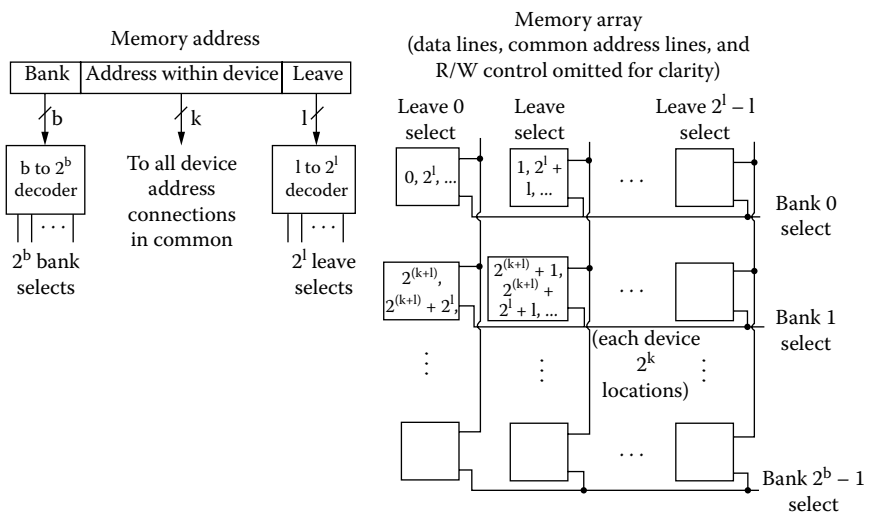 Memory address
Bank
Address within device
Leave
b
k
l
b to 2^b
decoder
To all device
address
connections
in common
l to 2^l
decoder
...
...
2^b bank
selects
2^l leave
selects
Memory array
(data lines, common address lines, and
R/W control omitted for clarity)
Leave 0
select
Leave
select
Leave 2^l – l
select
0, 2^l, ...
1, 2^l +
l, ...
...
Bank 0
select
2^(k+l),
2^(k+l) + 2^l,
2^(k+l) + 1,
2^(k+l) +
2^l + l, ...
...
Bank 1
select
(each device
2^k
locations)
...
Bank 2^b – 1
select